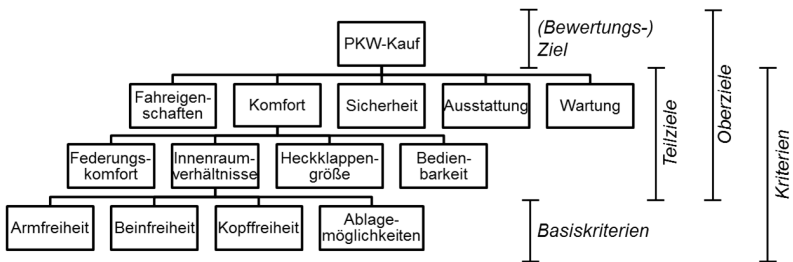 PKW-Kauf
(Bewertungs-)
Ziel
Fahreigen-
schaften
Komfort
Sicherheit
Ausstattung
Wartung
Federungs-
komfort
Innenraum-
verhältnisse
Heckklappen-
größe
Bedien-
barkeit
Armfreiheit
Beinfreiheit
Kopffreiheit
Ablage-
möglichkeiten
Basiskriterien
Teilziele
Oberziele
Kriterien